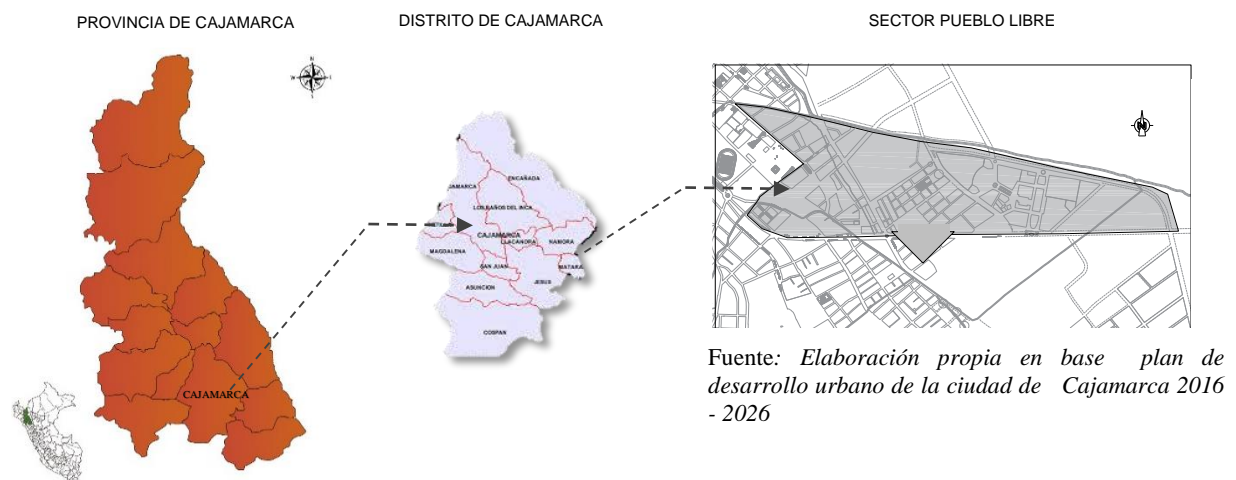 PROVINCIA DE CAJAMARCA
DISTRITO DE CAJAMARCA
SECTOR PUEBLO LIBRE
N
W
S
CAJAMARCA
JAMARCA
ENCAÑADA
LOS BAÑOS DEL INCA
CAJAMARCA
LLACANORA
NAMORA
MAGDALENA
SAN JUAN
MATARA
JESUS
ASUNCION
COSPAN
N
Fuente: Elaboración propia en base plan de
desarrollo urbano de la ciudad de Cajamarca 2016
- 2026